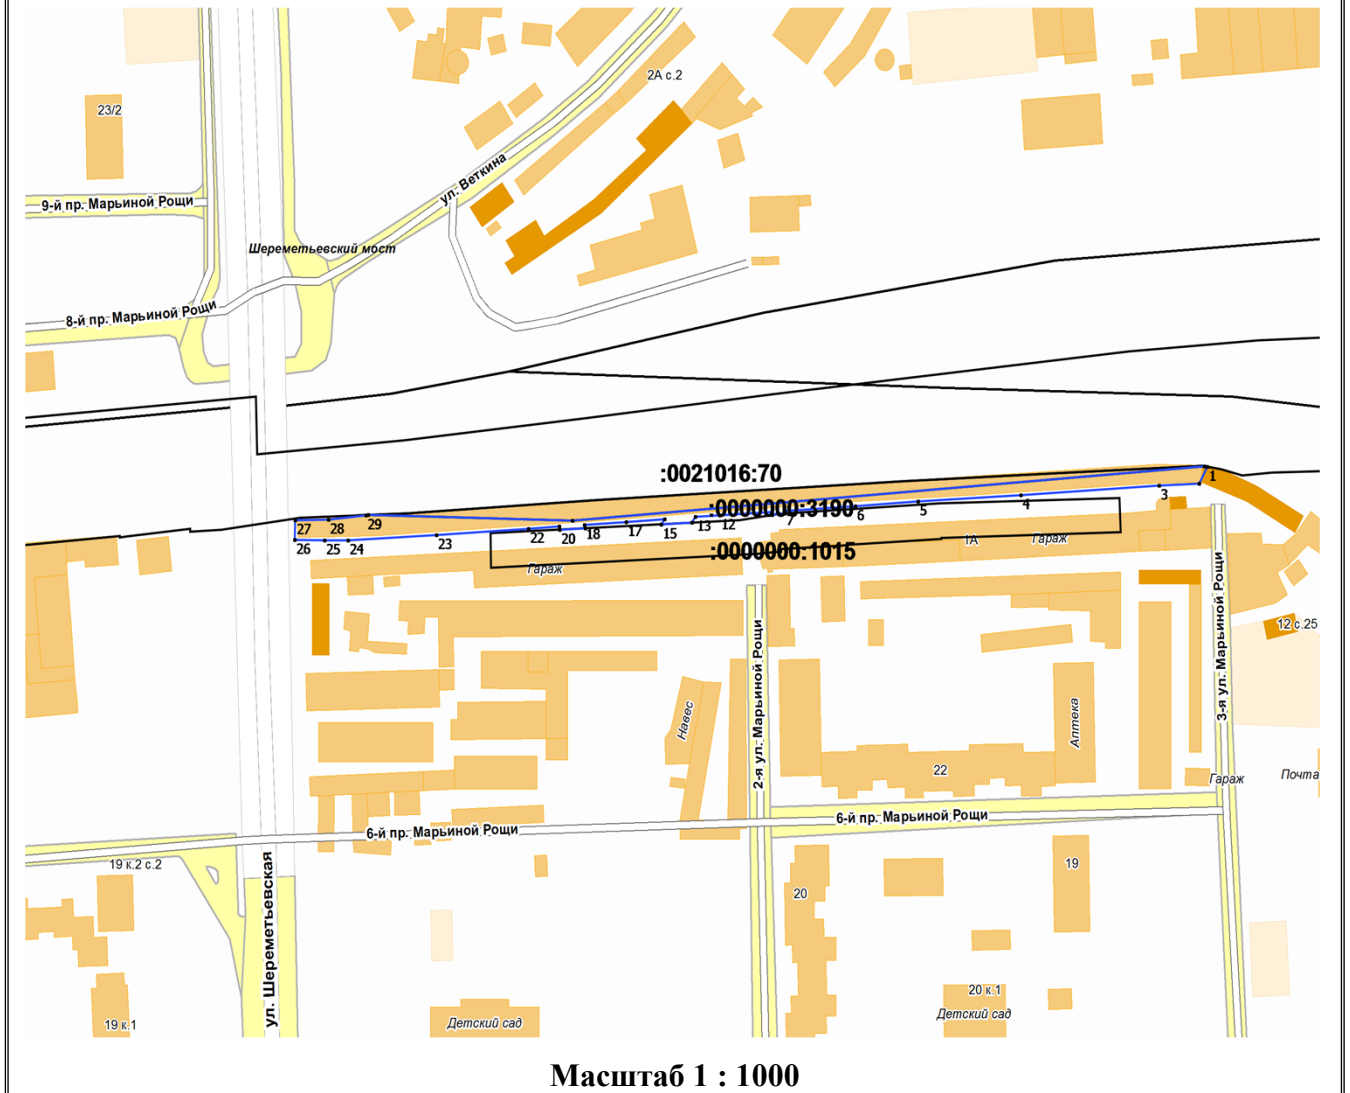 2А с.2
23/2
ул. Веткина
9-й пр. Марьиной Рощи
Шереметьевский мост
8-й пр. Марьиной Рощи
:0021016:70
1
3
4
5
:0000000:3190
6
7
12
13
15
17
18
20
22
23
24
25
26
27
28
29
:0000000:1015
1А
Гараж
Гараж
12 с.25
3-я ул. Марьиной Рощи
2-я ул. Марьиной Рощи
Навес
Аптека
22
Гараж
Почта
6-й пр. Марьиной Рощи
6-й пр. Марьиной Рощи
19 к.2 с.2
ул. Шереметьевская
19
20
20 к.1
Детский сад
19 к.1
Детский сад
Масштаб 1 : 1000